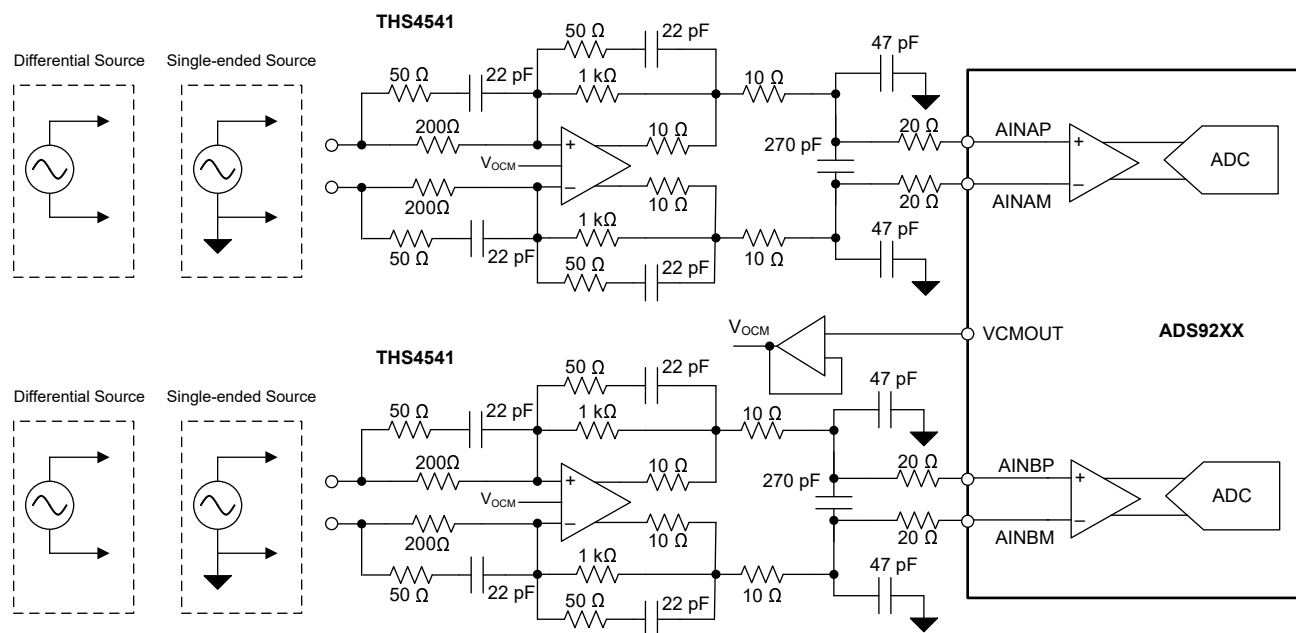 THS4541
50 Ω
22 pF
47 pF
Differential Source
Single-ended Source
50 Ω
22 pF
1 kΩ
10 Ω
200Ω
10 Ω
20 Ω
AINAP
+
270 pF
+
ADC
VOCM
−
−
200Ω
10 Ω
20 Ω
AINAM
1 kΩ
10 Ω
47 pF
50 Ω
22 pF
50 Ω
22 pF
VOCM
VCMOUT
ADS92XX
THS4541
50 Ω
22 pF
47 pF
Differential Source
Single-ended Source
50 Ω
22 pF
1 kΩ
10 Ω
200Ω
10 Ω
20 Ω
AINBP
+
270 pF
+
ADC
VOCM
−
−
200Ω
10 Ω
20 Ω
AINBM
1 kΩ
10 Ω
47 pF
50 Ω
22 pF
50 Ω
22 pF